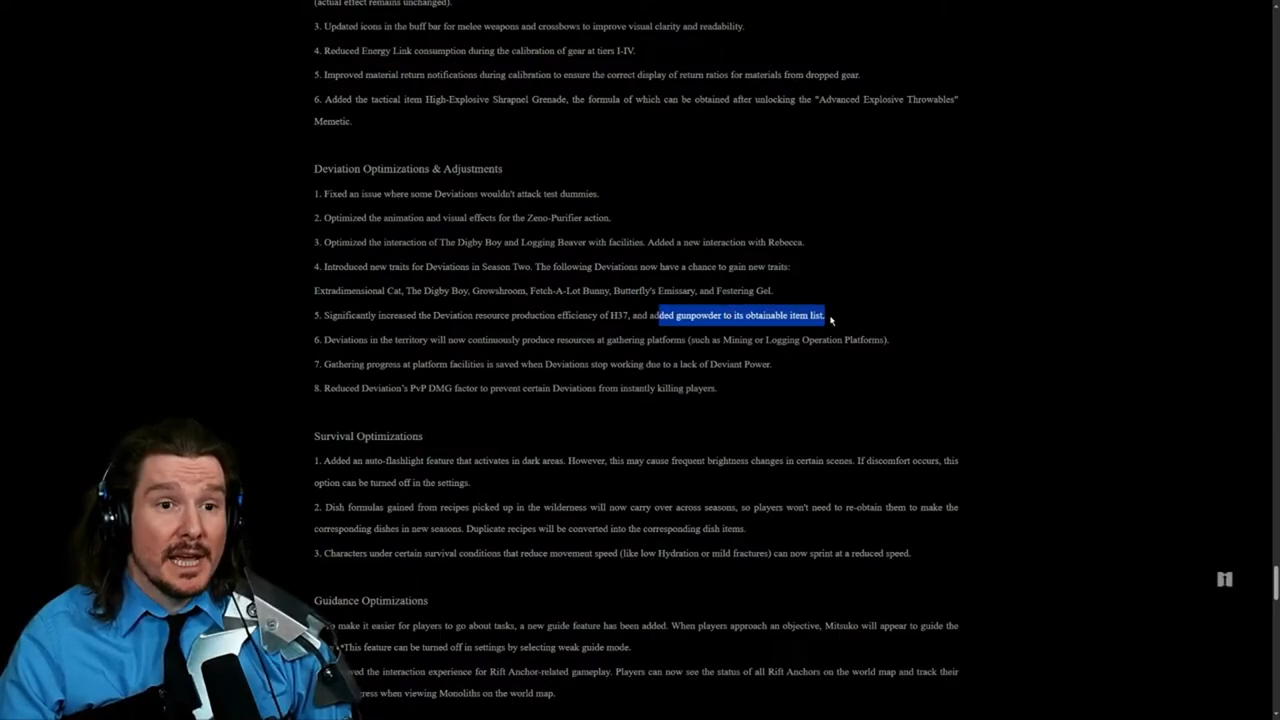 (actual effect remains unchanged).
3. Updated icons in the buff bar for melee weapons and crossbows to improve visual clarity and readability.
4. Reduced Energy Link consumption during the calibration of gear at tiers I-IV.
5. Improved material return notifications during calibration to ensure the correct display of return ratios for materials from dropped gear.
6. Added the tactical item High-Explosive Shrapnel Grenade, the formula of which can be obtained after unlocking the "Advanced Explosive Throwables"
Memetic.
Deviation Optimizations & Adjustments
1. Fixed an issue where some Deviations wouldn't attack test dummies.
2. Optimized the animation and visual effects for the Zeno-Purifier action.
3. Optimized the interaction of The Digby Boy and Logging Beaver with facilities. Added a new interaction with Rebecca.
4. Introduced new traits for Deviations in Season Two. The following Deviations now have a chance to gain new traits:
Extradimensional Cat, The Digby Boy, Growshroom, Fetch-A-Lot Bunny, Butterfly's Emissary, and Festering Gel.
5. Significantly increased the Deviation resource production efficiency of H37, and added gunpowder to its obtainable item list.
6. Deviations in the territory will now continuously produce resources at gathering platforms (such as Mining or Logging Operation Platforms).
7. Gathering progress at platform facilities is saved when Deviations stop working due to a lack of Deviant Power.
8. Reduced Deviation's PvP DMG factor to prevent certain Deviations from instantly killing players.
Survival Optimizations
1. Added an auto-flashlight feature that activates in dark areas. However, this may cause frequent brightness changes in certain scenes. If discomfort occurs, this
option can be turned off in the settings.
2. Dish formulas gained from recipes picked up in the wilderness will now carry over across seasons, so players won't need to re-obtain them to make the
corresponding dishes in new seasons. Duplicate recipes will be converted into the corresponding dish items.
3. Characters under certain survival conditions that reduce movement speed (like low Hydration or mild fractures) can now sprint at a reduced speed.
Guidance Optimizations
make it easier for players to go about tasks, a new guide feature has been added. When players approach an objective, Mitsuko will appear to guide the
*This feature can be turned off in settings by selecting weak guide mode.
the interaction experience for Rift Anchor-related gameplay. Players can now see the status of all Rift Anchors on the world map and track their
when viewing Monoliths on the world map.